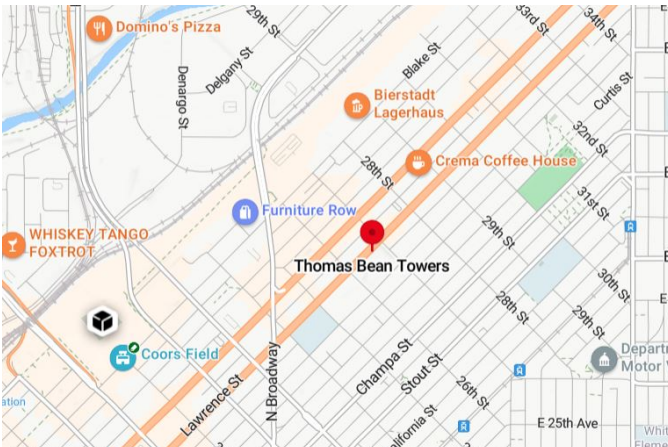 29th St
33rd St
34th St
E
Domino's Pizza
Delgany St
Denargo St
Blake St
Curtis St
Bierstadt
Lagerhaus
32nd St
Crema Coffee House
28th St
31st St
Furniture Row
29th St
WHISKEY TANGO
FOXTROT
E
Thomas Bean Towers
30th St
28th St
E
29th St
Coors Field
Champa St
Departm
Motor V
N Broadway
Stout St
26th St
Lawrence St
ation
alifornia St
E 25th Ave
Whi
Eleme